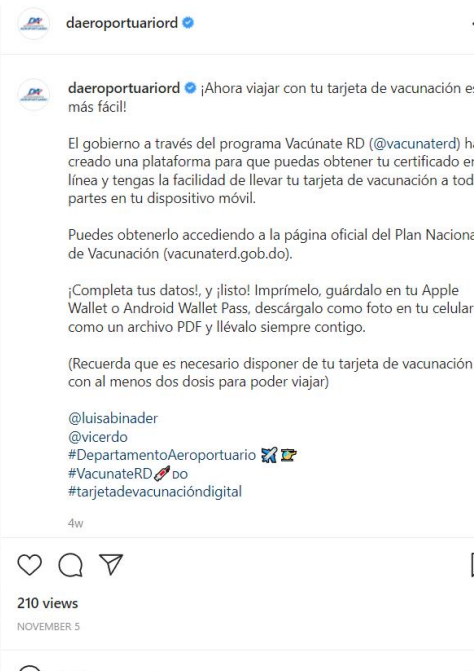 daeroportuariord
daeroportuariord ¡Ahora viajar con tu tarjeta de vacunación es
más fácil!
El gobierno a través del programa Vacúnate RD (@vacunaterd) ha
creado una plataforma para que puedas obtener tu certificado en
línea y tengas la facilidad de llevar tu tarjeta de vacunación a tod
partes en tu dispositivo móvil.
Puedes obtenerlo accediendo a la página oficial del Plan Naciona
de Vacunación (vacunaterd.gob.do).
¡Completa tus datos!, y ¡listo! Imprímelo, guárdalo en tu Apple
Wallet o Android Wallet Pass, descárgalo como foto en tu celular
como un archivo PDF y llévalo siempre contigo.
(Recuerda que es necesario disponer de tu tarjeta de vacunación
con al menos dos dosis para poder viajar)
@luisabinader
@vicerdo
#DepartamentoAeroportuario
#VacunateRD DO
#tarjetadevacunacióndigital
4w
210 views
NOVEMBER 5